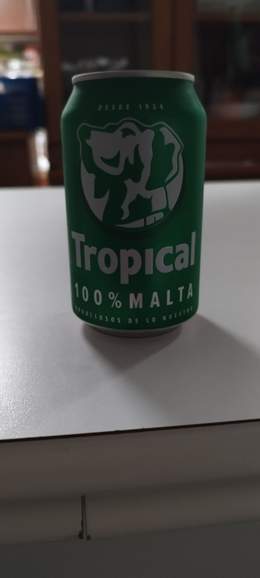 DESDE 1924
Tropical
100% MALTA
ORGULLOSOS DE LO NUESTRO